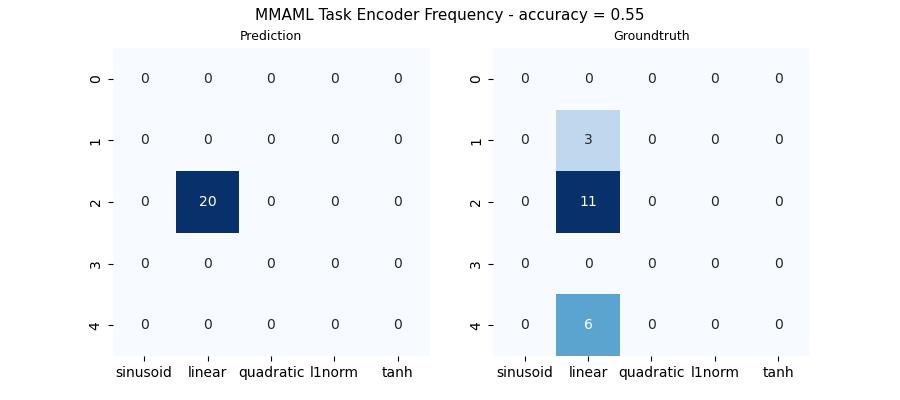 MMAML Task Encoder Frequency - accuracy = 0.55
Prediction
Groundtruth
0 0 0 0 0 0
1 0 0 0 0 0
2 0 20 0 0 0
3 0 0 0 0 0
4 0 0 0 0 0
sinusoid linear quadratic l1norm tanh
0 0 0 0 0 0
1 0 3 0 0 0
2 0 11 0 0 0
3 0 0 0 0 0
4 0 6 0 0 0
sinusoid linear quadratic l1norm tanh